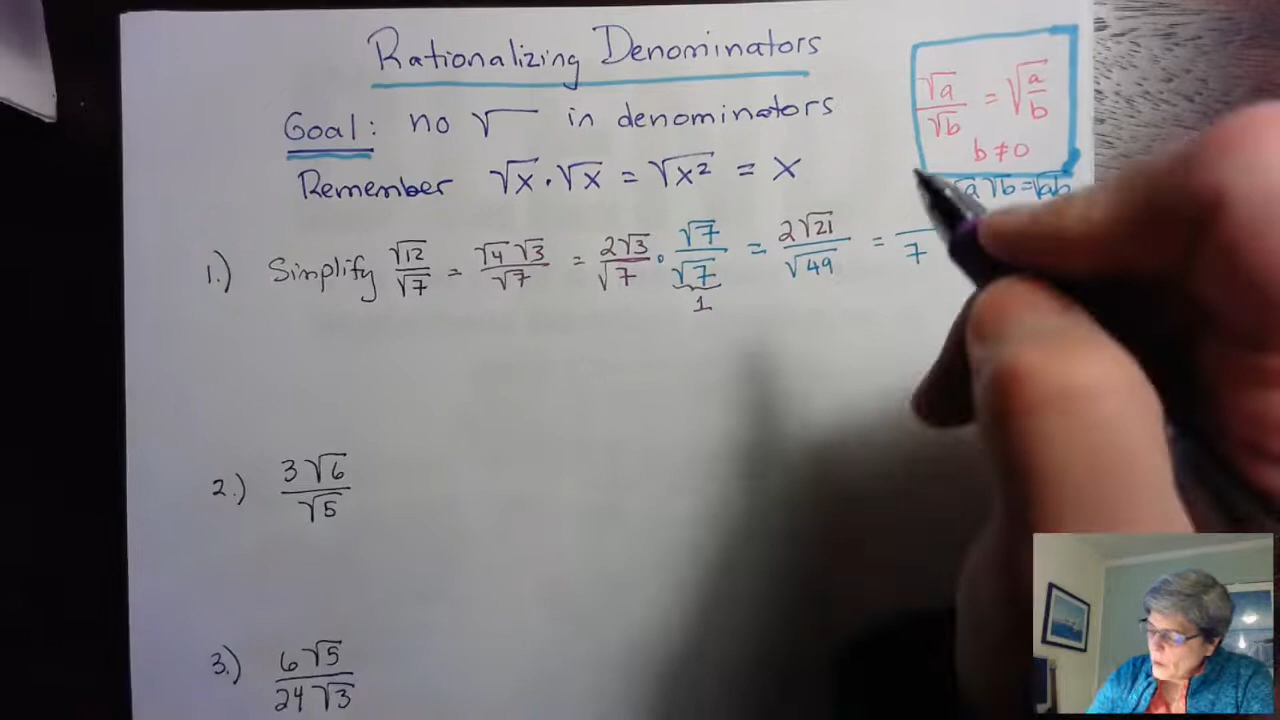 Rationalizing Denominators
Goal: no √ in denominators
Remember √x · √x = √x² = x
√a/√b = √(a/b)
b ≠ 0
√a √b = √ab
1.) Simplify √12/√7 = √4 √3/√7 = 2√3/√7 · √7/√7 = 2√21/√49 = /7
1
2.) 3√6/√5
3.) 6√5/24√3